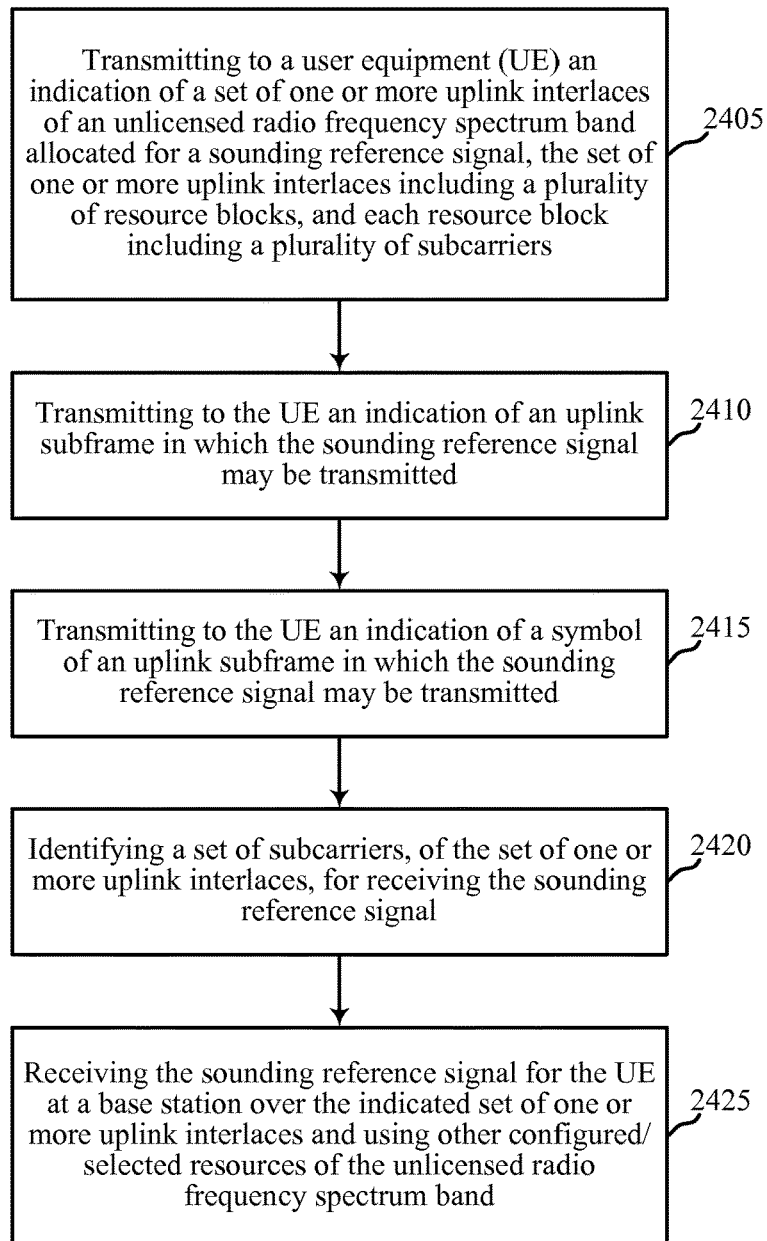 Transmitting to a user equipment (UE) an
indication of a set of one or more uplink interlaces
of an unlicensed radio frequency spectrum band
allocated for a sounding reference signal, the set of
one or more uplink interlaces including a plurality
of resource blocks, and each resource block
including a plurality of subcarriers
2405
Transmitting to the UE an indication of an uplink
subframe in which the sounding reference signal
may be transmitted
2410
Transmitting to the UE an indication of a symbol
of an uplink subframe in which the sounding
reference signal may be transmitted
2415
Identifying a set of subcarriers, of the set of one or
more uplink interlaces, for receiving the sounding
reference signal
2420
Receiving the sounding reference signal for the UE
at a base station over the indicated set of one or
more uplink interlaces and using other configured/
selected resources of the unlicensed radio
frequency spectrum band
2425